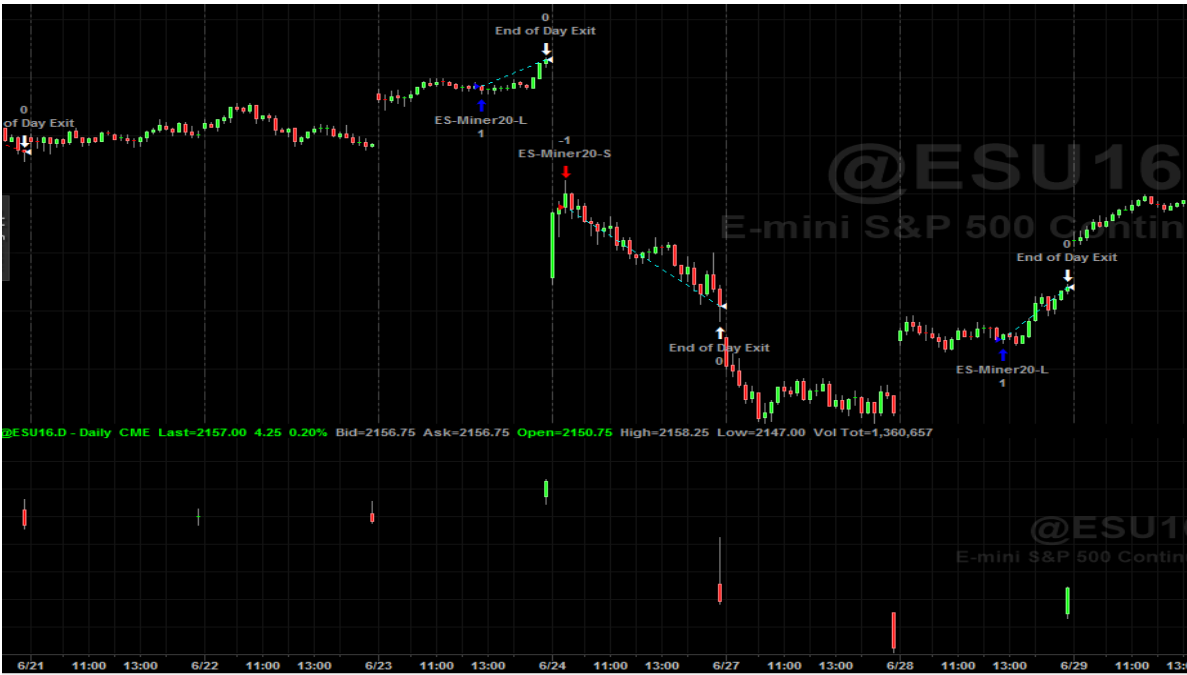 0
End of Day Exit
0
of Day Exit
ES-Miner20-L
1
-1
ES-Miner20-S
@ESU16
E-mini S&P 500 Contin
0
End of Day Exit
End of Day Exit
0
ES-Miner20-L
1
@ESU16.D - Daily CME Last=2157.00 4.25 0.20% Bid=2156.75 Ask=2156.75 Open=2150.75 High=2158.25 Low=2147.00 Vol Tot=1,360,657
@ESU1
E-mini S&P 500 Contin
6/21 11:00 13:00 6/22 11:00 13:00 6/23 11:00 13:00 6/24 11:00 13:00 6/27 11:00 13:00 6/28 11:00 13:00 6/29 11:00 13: